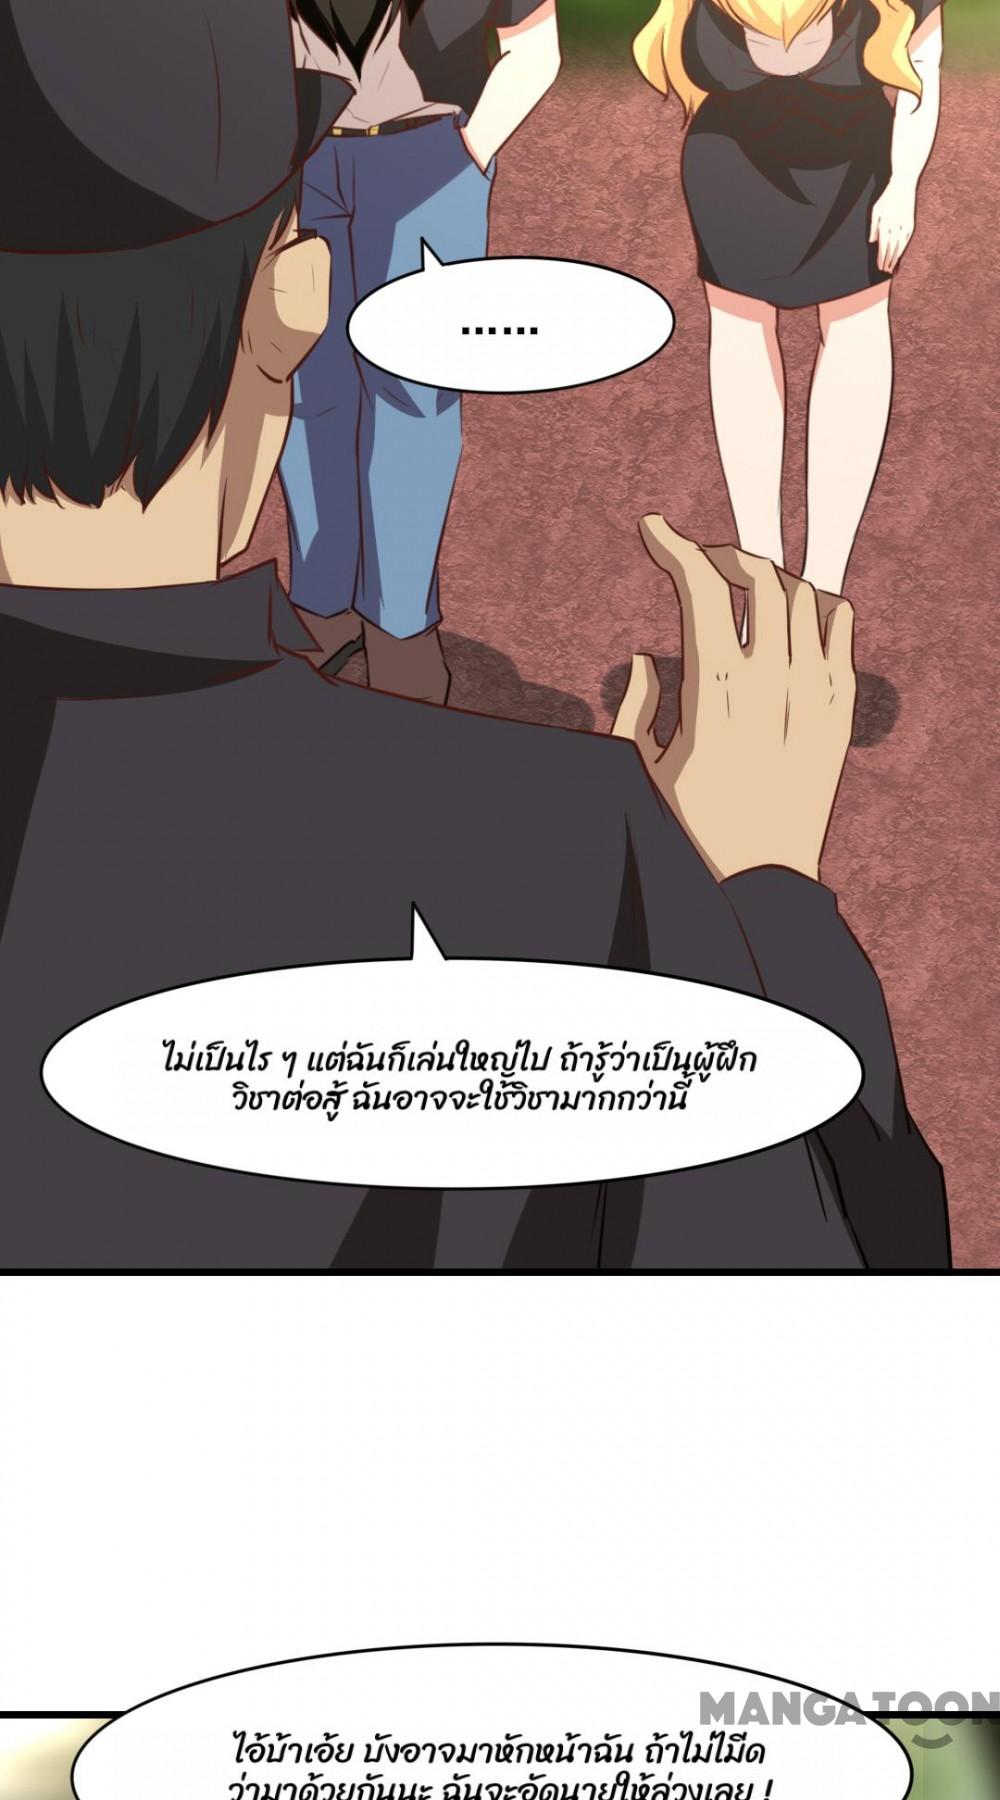 ......
ไม่เป็นไร ๆ แต่ฉันก็เล่นใหญ่ไป ถ้ารู้ว่าเป็นผู้ฝึก
วิชาต่อสู้ ฉันอาจจะใช้วิชามากกว่านี้
MANGATOON
ไอ้บ้าเอ้ย บังอาจมาหักหน้าฉัน ถ้าไม่ไม่ีด
ว่ามาด้วยกันนะ ฉันจะอัดนายให้ล่วงเลย !